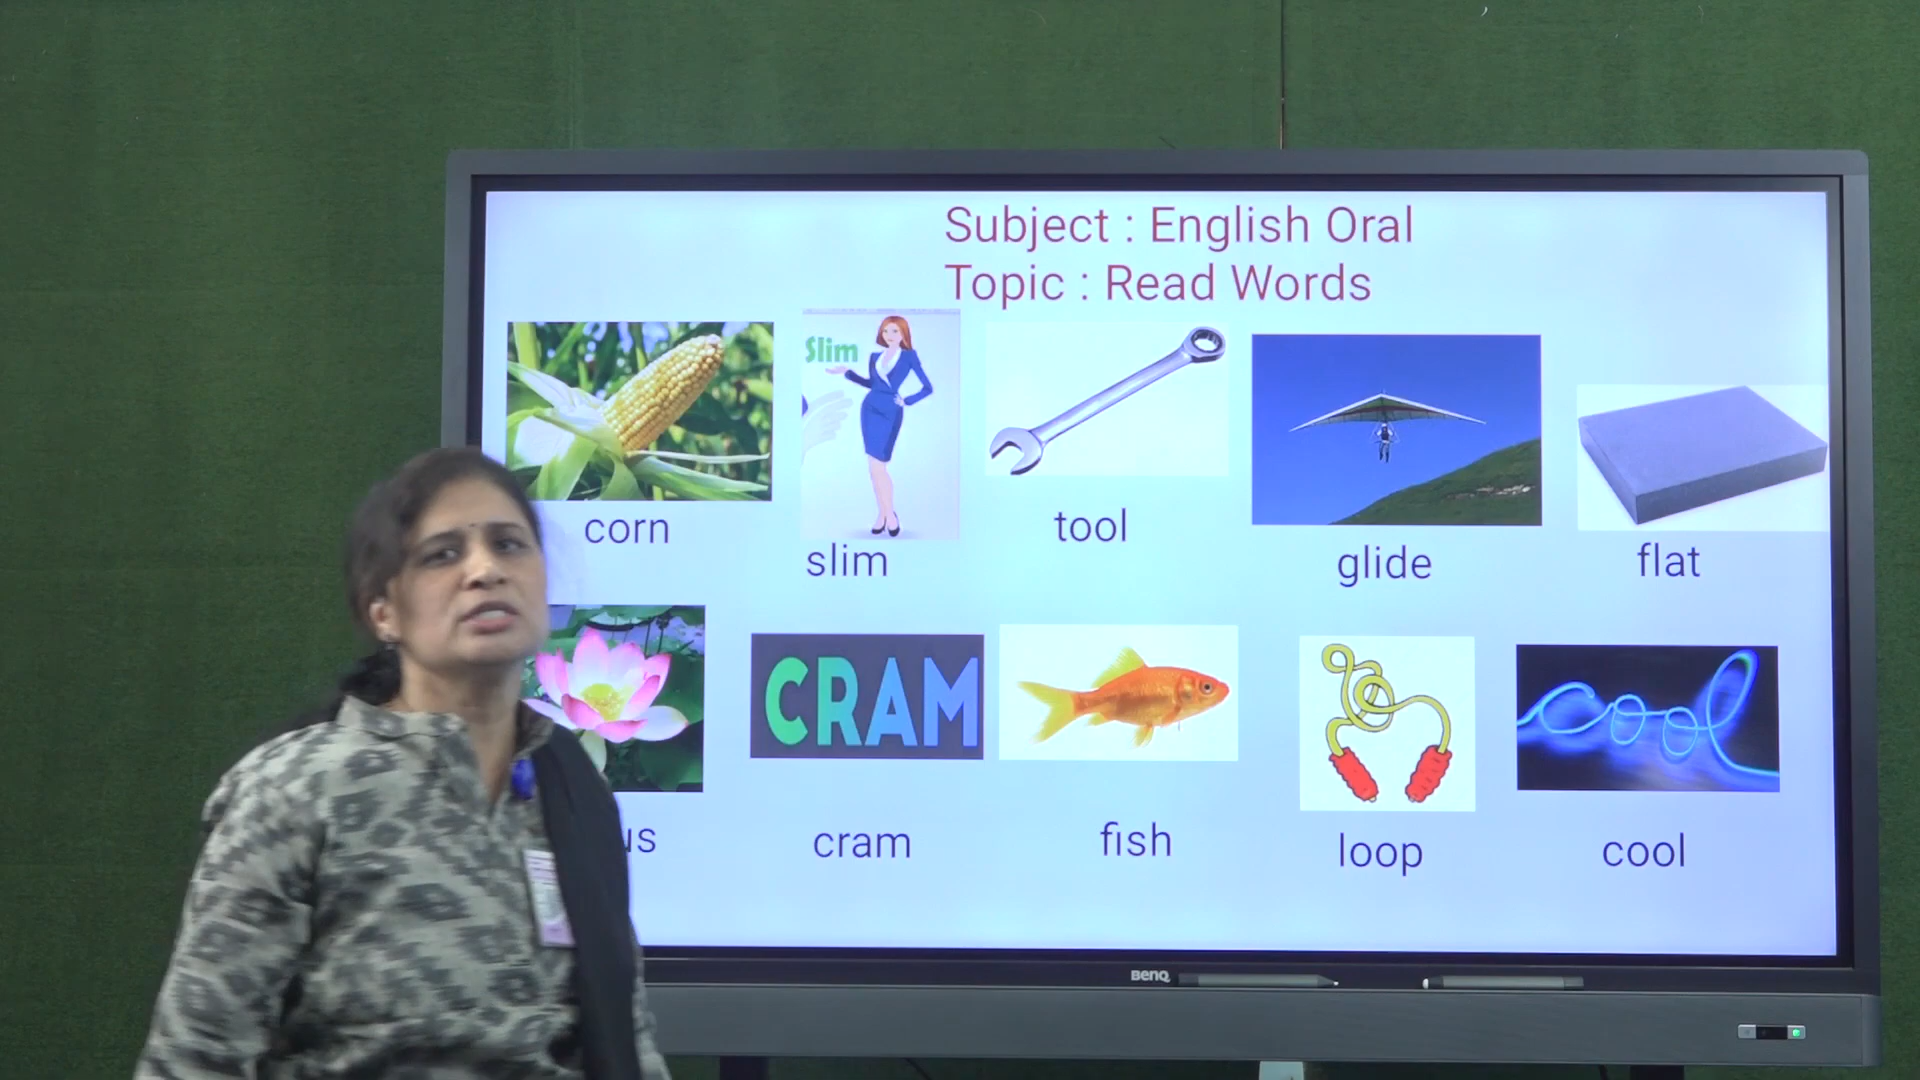 Subject : English Oral
Topic : Read Words
Slim
corn
slim
tool
glide
flat
CRAM
cool
us
cram
fish
loop
cool
BenQ